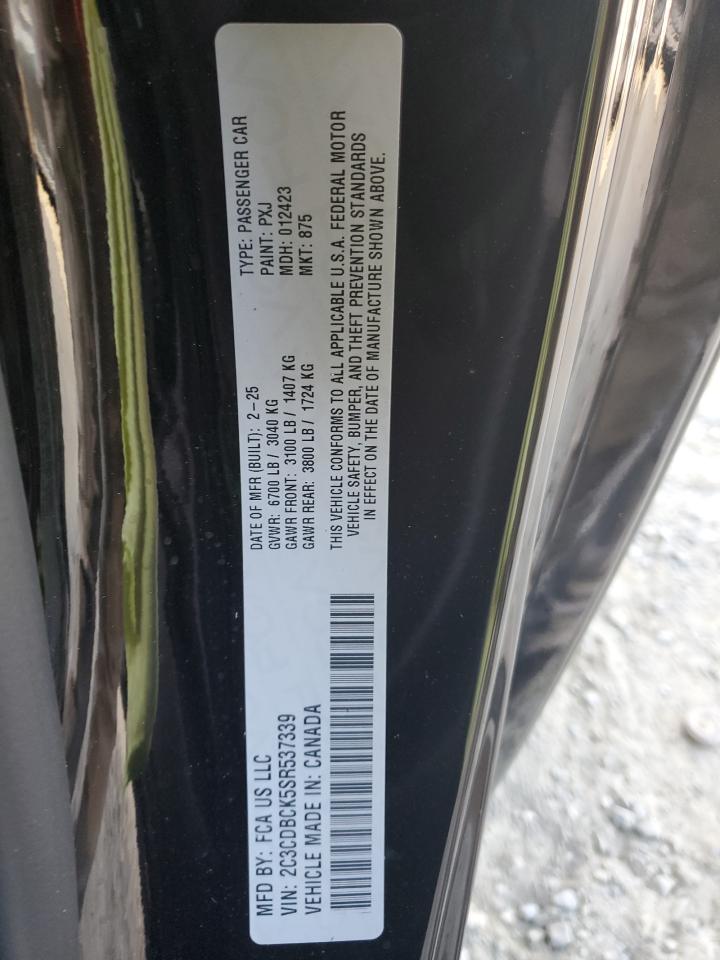 MFD BY: FCA US LLC
VIN: 2C3CDBCK5SR537339
VEHICLE MADE IN: CANADA
DATE OF MFR (BUILT): 2-25
GVWR: 6700 LB / 3040 KG
GAWR FRONT: 3100 LB / 1407 KG
GAWR REAR: 3800 LB / 1724 KG
TYPE: PASSENGER CAR
PAINT: PXJ
MDH: 012423
MKT: 875
THIS VEHICLE CONFORMS TO ALL APPLICABLE U.S.A. FEDERAL MOTOR
VEHICLE SAFETY, BUMPER, AND THEFT PREVENTION STANDARDS
IN EFFECT ON THE DATE OF MANUFACTURE SHOWN ABOVE.